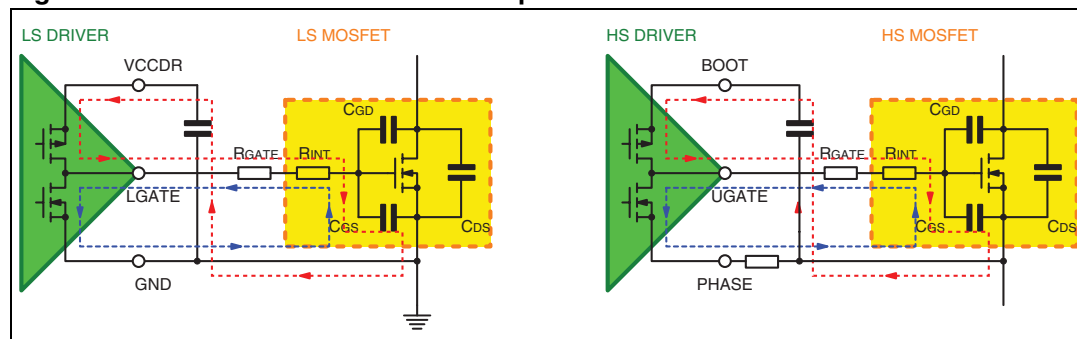 LS DRIVER
LS MOSFET
VCCDR
CGD
RGATE
RINT
LGATE
CGS
CDS
GND
HS DRIVER
HS MOSFET
BOOT
CGD
RGATE
RINT
UGATE
CGS
CDS
PHASE